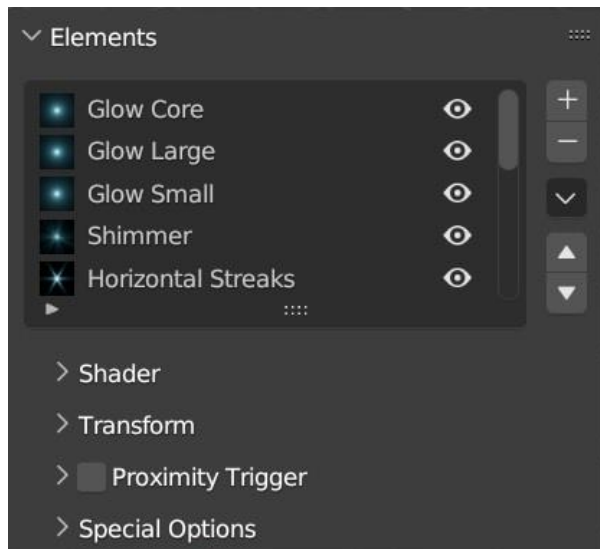 Elements
Glow Core
Glow Large
Glow Small
Shimmer
Horizontal Streaks
Shader
Transform
Proximity Trigger
Special Options